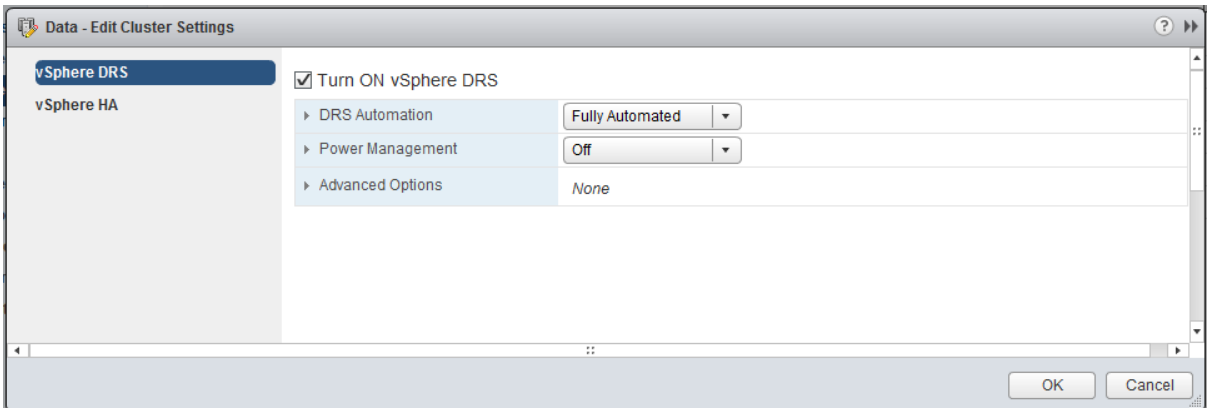 Data - Edit Cluster Settings
vSphere DRS
vSphere HA
Turn ON vSphere DRS
DRS Automation Fully Automated
Power Management Off
Advanced Options None
OK Cancel